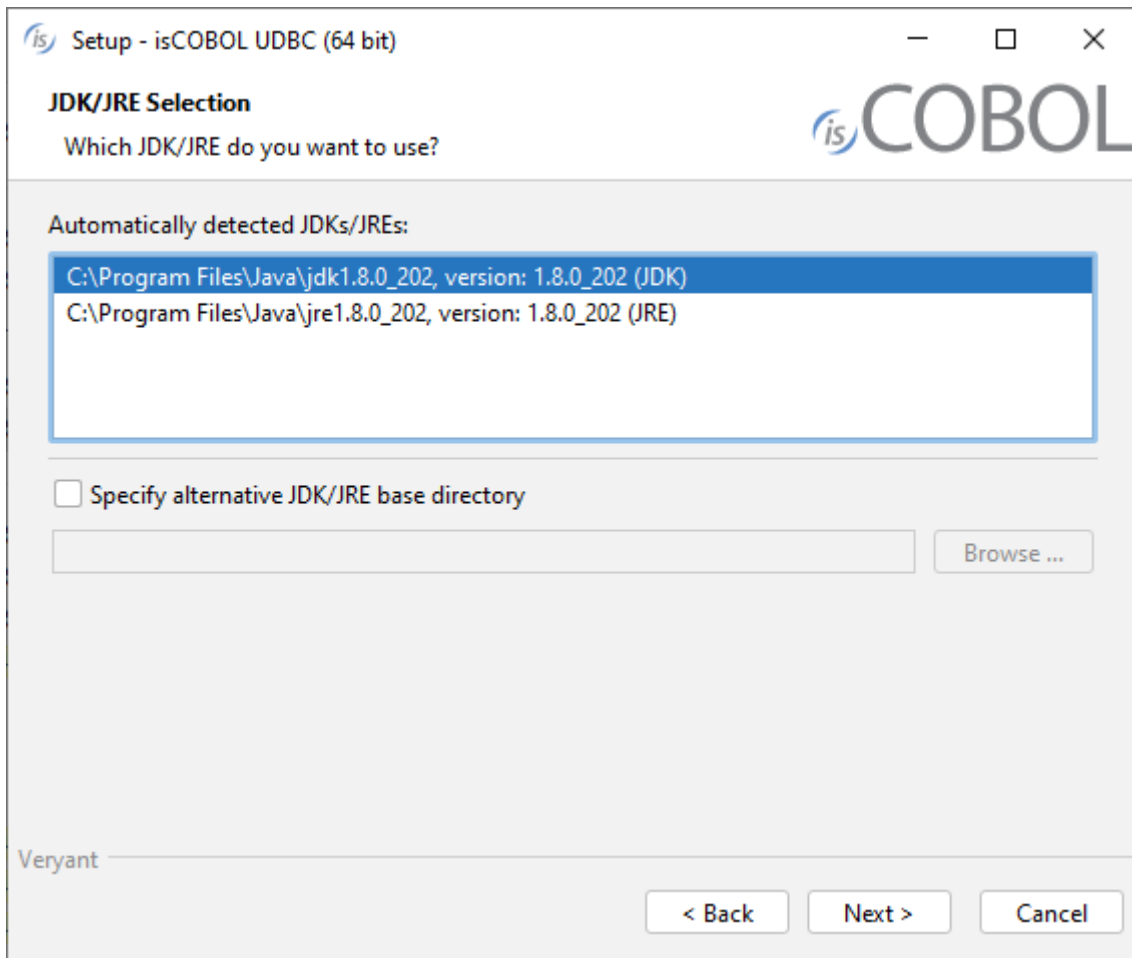 is Setup - isCOBOL UDBC (64 bit)
JDK/JRE Selection
Which JDK/JRE do you want to use?
isCOBOL
Automatically detected JDKs/JREs:
C:\Program Files\Java\jdk1.8.0_202, version: 1.8.0_202 (JDK)
C:\Program Files\Java\jre1.8.0_202, version: 1.8.0_202 (JRE)
Specify alternative JDK/JRE base directory
Browse ...
Veryant
< Back Next > Cancel